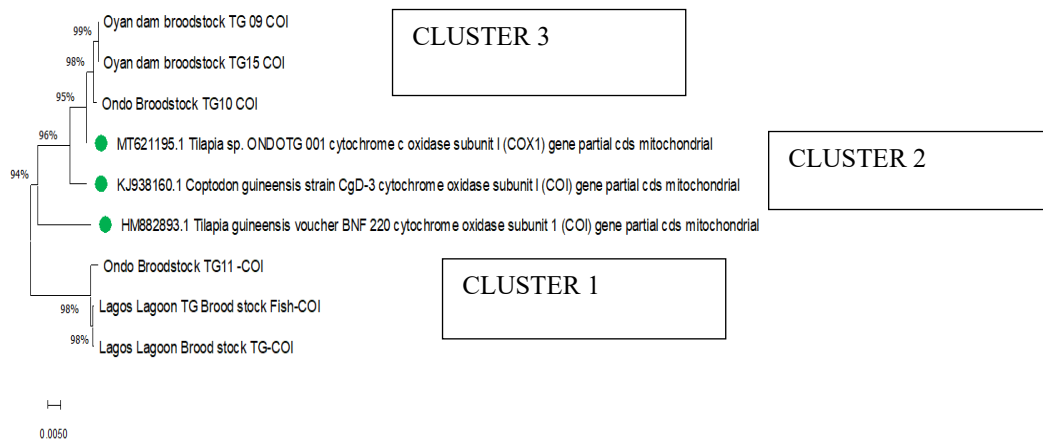 99%
Oyan dam broodstock TG 09 COI
CLUSTER 3
98%
Oyan dam broodstock TG15 COI
95%
Ondo Broodstock TG10 COI
96%
MT621195.1 Tilapia sp. ONDOTG 001 cytochrome c oxidase subunit I (COX1) gene partial cds mitochondrial
CLUSTER 2
94%
KJ938160.1 Coptodon guineensis strain CgD-3 cytochrome oxidase subunit I (COI) gene partial cds mitochondrial
HM882893.1 Tilapia guineensis voucher BNF 220 cytochrome oxidase subunit 1 (COI) gene partial cds mitochondrial
Ondo Broodstock TG11 -COI
CLUSTER 1
98%
Lagos Lagoon TG Brood stock Fish-COI
98%
Lagos Lagoon Brood stock TG-COI
0.0050